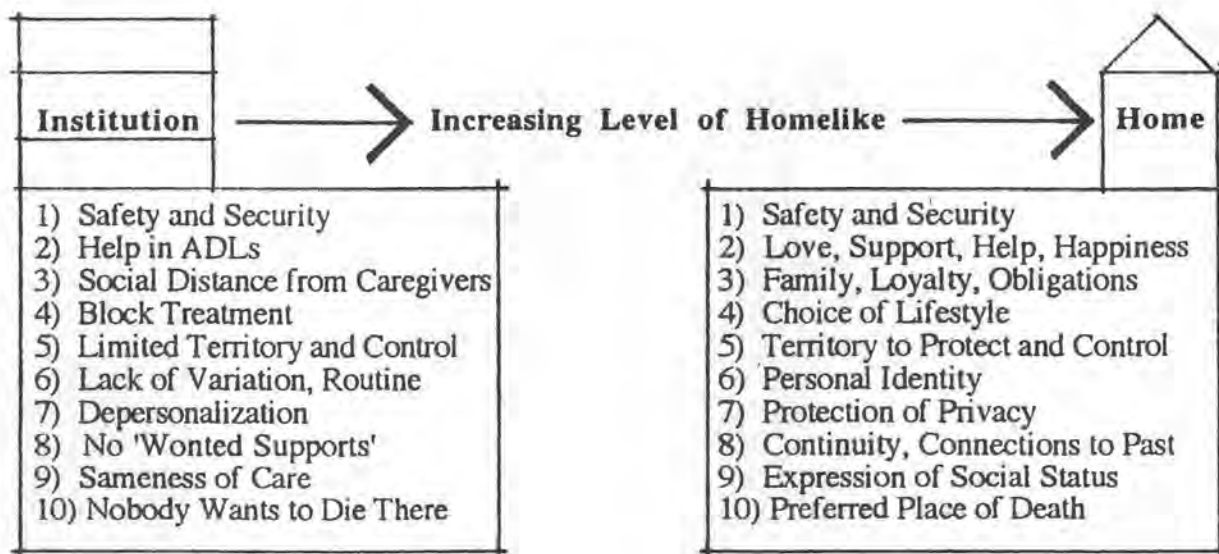 Institution
Increasing Level of Homelike
Home
1) Safety and Security
2) Help in ADLs
3) Social Distance from Caregivers
4) Block Treatment
5) Limited Territory and Control
6) Lack of Variation, Routine
7) Depersonalization
8) No 'Wonted Supports'
9) Sameness of Care
10) Nobody Wants to Die There
1) Safety and Security
2) Love, Support, Help, Happiness
3) Family, Loyalty, Obligations
4) Choice of Lifestyle
5) Territory to Protect and Control
6) Personal Identity
7) Protection of Privacy
8) Continuity, Connections to Past
9) Expression of Social Status
10) Preferred Place of Death